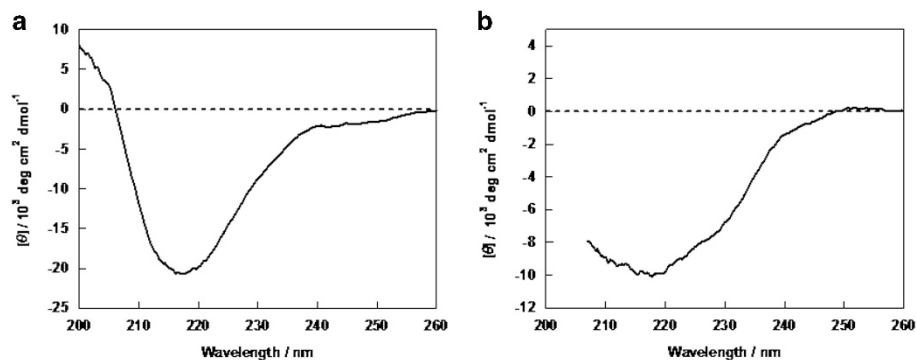 a
10
5
0
-5
-10
-15
-20
-25
[θ] / 10³ deg cm² dmol⁻¹
200 210 220 230 240 250 260
Wavelength / nm
b
4
2
0
-2
-4
-6
-8
-10
-12
[θ] / 10³ deg cm² dmol⁻¹
200 210 220 230 240 250 260
Wavelength / nm